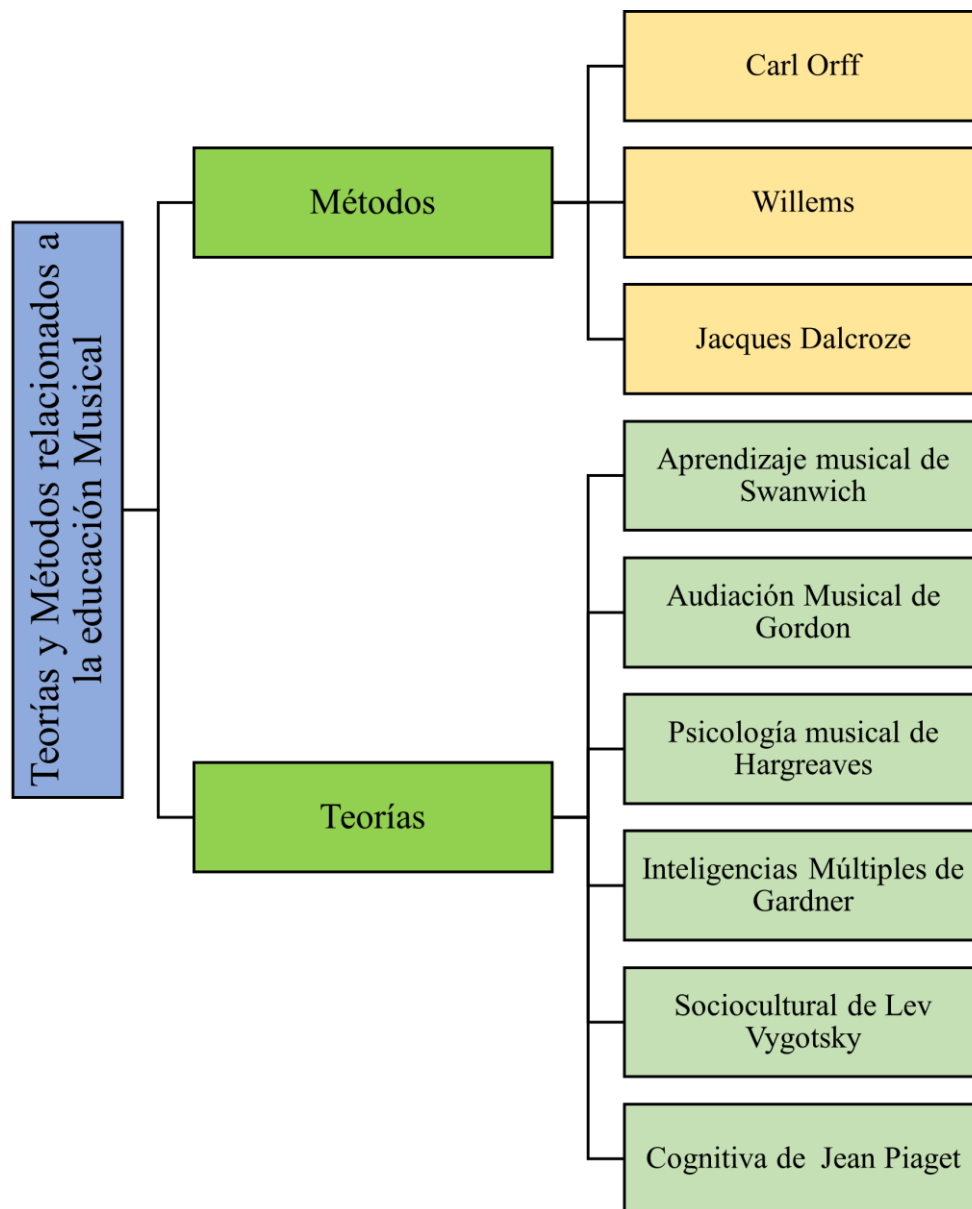 Teorías y Métodos relacionados a
la educación Musical
Métodos
Carl Orff
Willems
Jacques Dalcroze
Teorías
Aprendizaje musical de
Swanwich
Audiación Musical de
Gordon
Psicología musical de
Hargreaves
Inteligencias Múltiples de
Gardner
Sociocultural de Lev
Vygotsky
Cognitiva de Jean Piaget